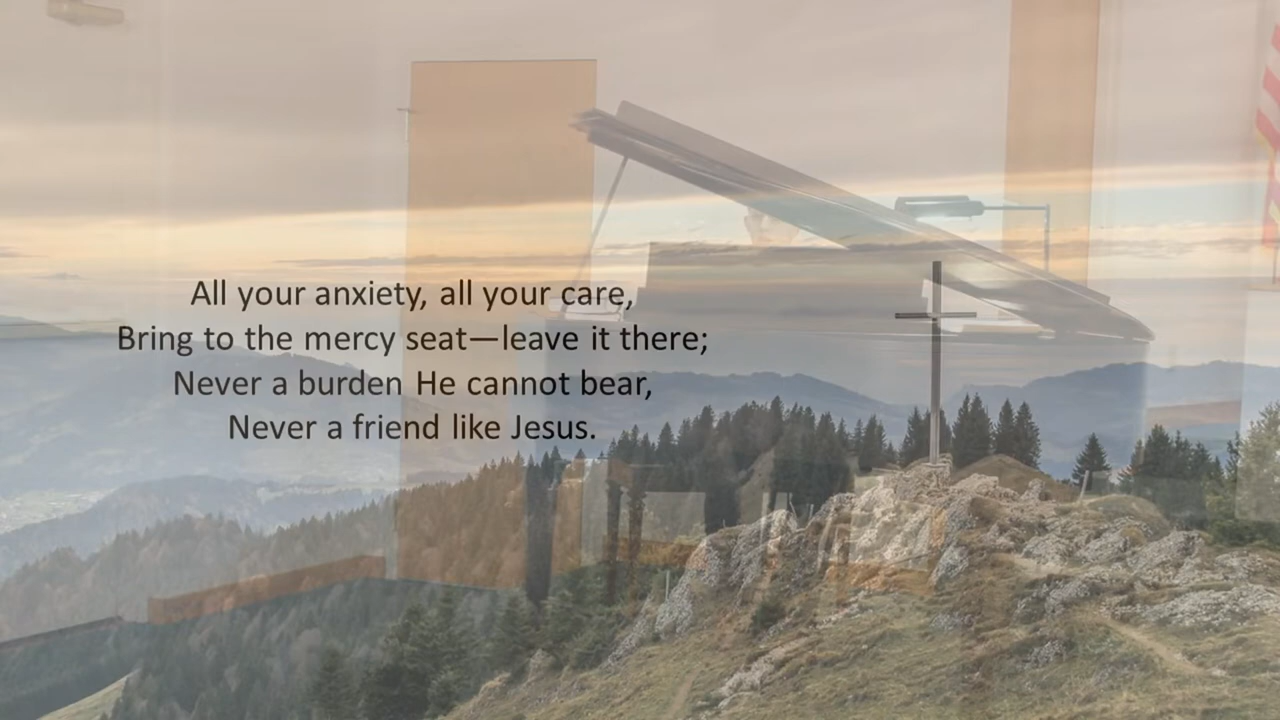 All your anxiety, all your care,
Bring to the mercy seat—leave it there;
Never a burden He cannot bear,
Never a friend like Jesus.